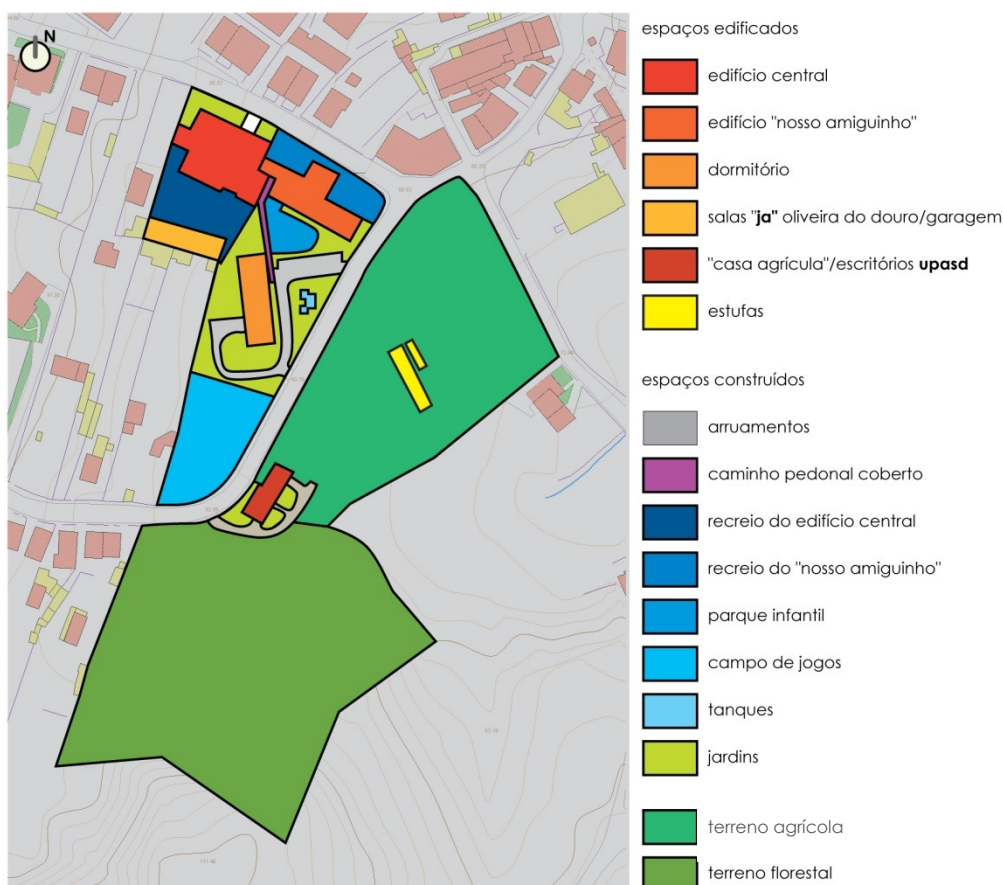 N
espaços edificados
edifício central
edifício "nosso amiguinho"
dormitório
salas "ja" oliveira do douro/garagem
"casa agrícula"/escritórios upasd
estufas
espaços construídos
arruamentos
caminho pedonal coberto
recreio do edifício central
recreio do "nosso amiguinho"
parque infantil
campo de jogos
tanques
jardins
terreno agrícola
terreno florestal